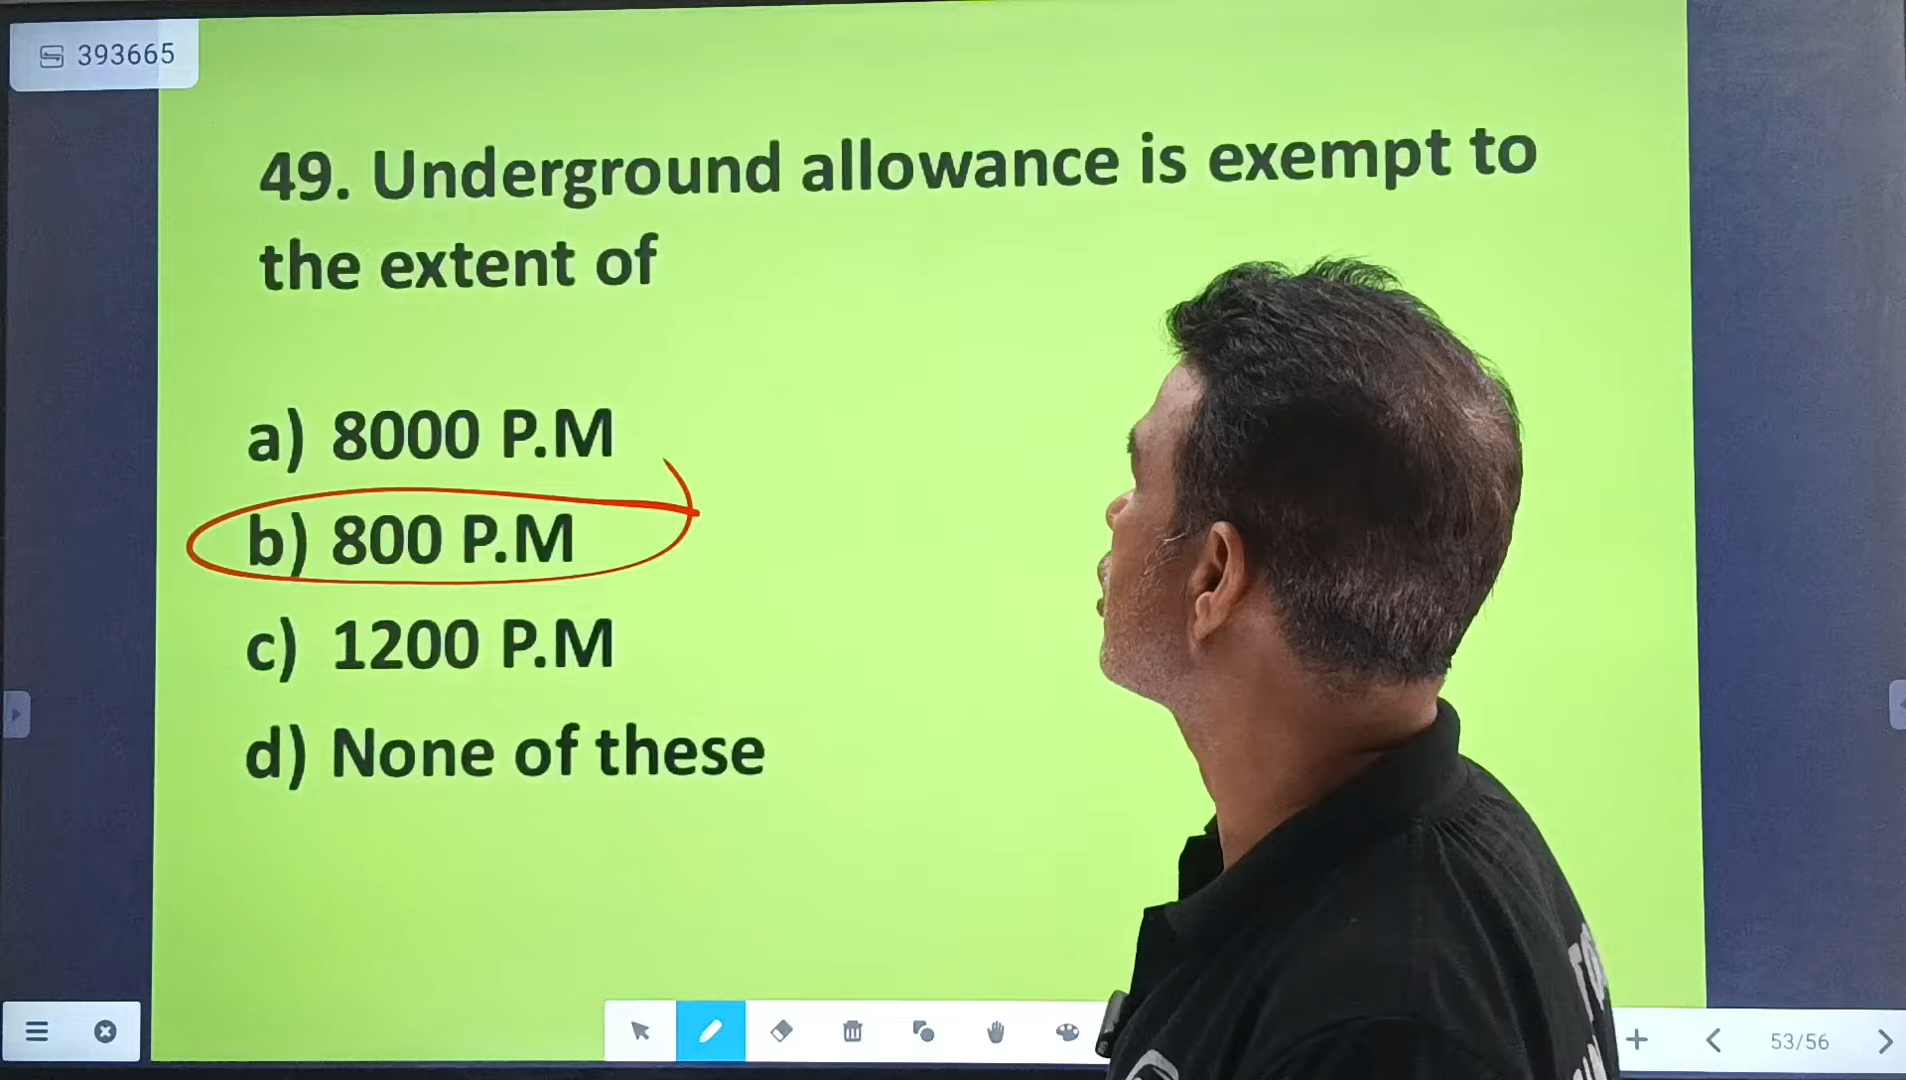 393665
49. Underground allowance is exempt to
the extent of
a) 8000 P.M
b) 800 P.M
c) 1200 P.M
d) None of these
53/56